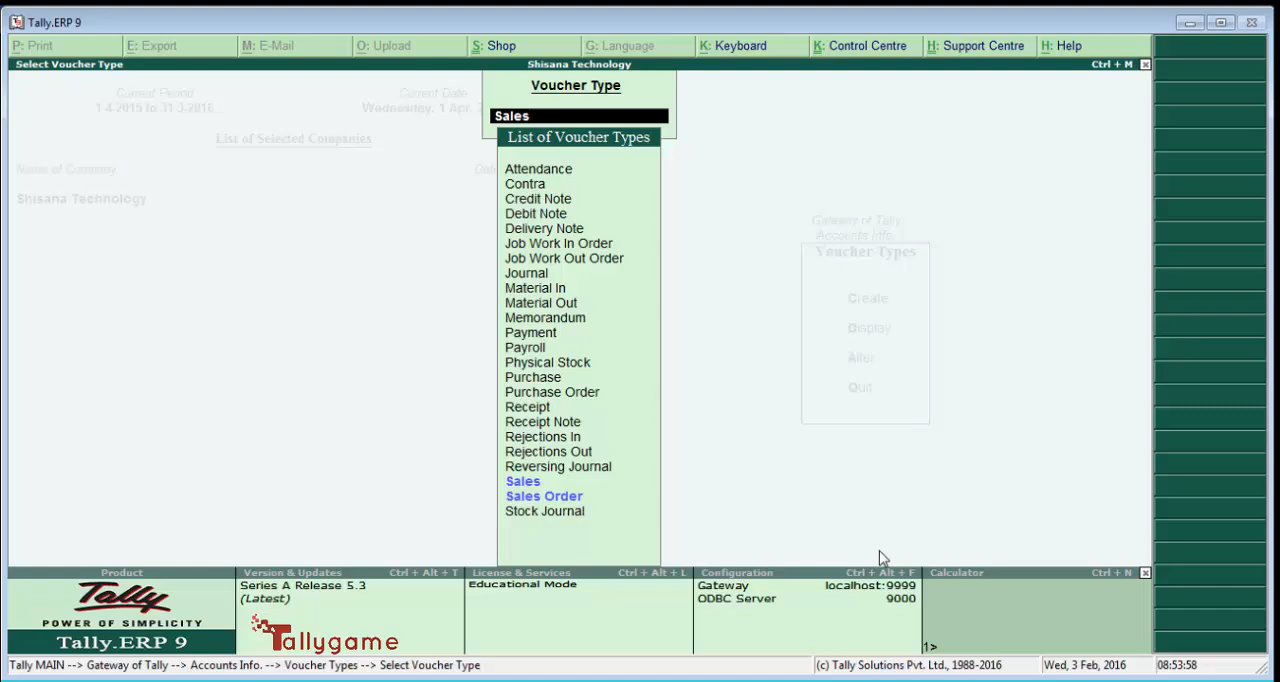 Tally.ERP 9
P: Print E: Export M: E-Mail O: Upload S: Shop G: Language K: Keyboard K: Control Centre H: Support Centre H: Help
Select Voucher Type Shisana Technology Ctrl + M
Voucher Type
Current Period Current Date
1-4-2015 to 31-3-2016 Wednesday, 1 Apr,
Sales
List of Selected Companies
List of Voucher Types
Name of Company
Shisana Technology
Attendance
Contra
Credit Note
Debit Note
Delivery Note
Job Work In Order
Job Work Out Order
Journal
Material In
Material Out
Memorandum
Payment
Payroll
Physical Stock
Purchase
Purchase Order
Receipt
Receipt Note
Rejections In
Rejections Out
Reversing Journal
Sales
Sales Order
Stock Journal
Gateway of Tally
Accounts Info.
Voucher Types
Create
Display
Alter
Quit
Product Version & Updates Ctrl + Alt + T License & Services Ctrl + Alt + L Configuration Ctrl + Alt + F Calculator Ctrl + N
Tally
POWER OF SIMPLICITY
Tally.ERP 9
Series A Release 5.3
(Latest)
Tallygame
Educational Mode
Gateway localhost:9999
ODBC Server 9000
1>
Tally MAIN --> Gateway of Tally --> Accounts Info. --> Voucher Types --> Select Voucher Type (c) Tally Solutions Pvt. Ltd., 1988-2016 Wed, 3 Feb, 2016 08:53:58